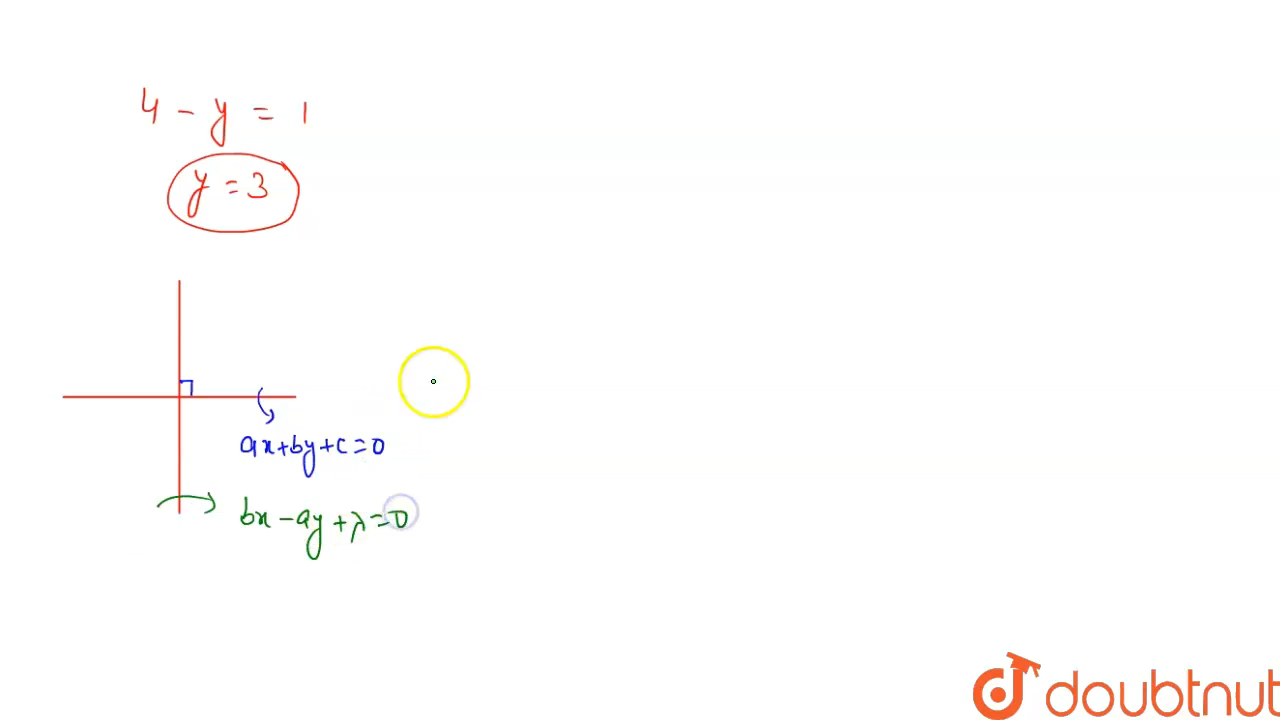 4 - y = 1
y = 3
ax+by+c=0
bx-ay+λ=0
doubtnut